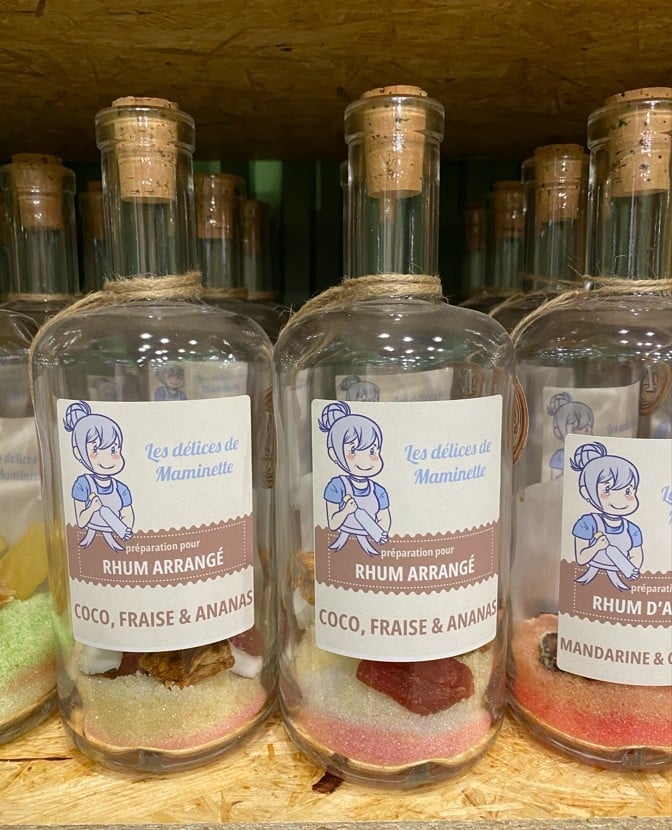 Les délices de
Maminette
préparation pour
RHUM ARRANGÉ
COCO, FRAISE & ANANAS
Les délices de
Maminette
préparation pour
RHUM ARRANGÉ
COCO, FRAISE & ANANAS
RHUM D'A
MANDARINE &